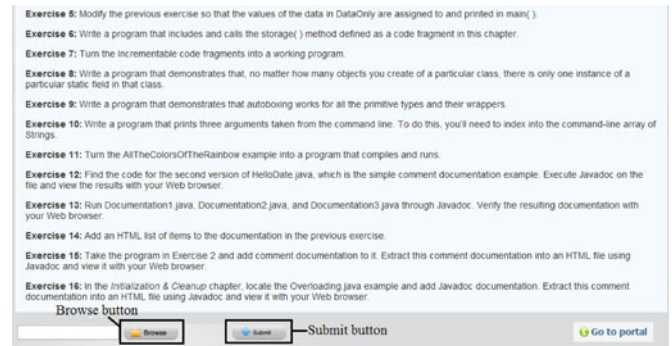 Exercise 5: Modify the previous exercise so that the values of the data in DataOnly are assigned to and printed in main( )
Exercise 6: Write a program that includes and calls the storage( ) method defined as a code fragment in this chapter.
Exercise 7: Turn the Incrementable code fragments into a working program.
Exercise 8: Write a program that demonstrates that, no matter how many objects you create of a particular class, there is only one instance of a
particular static field in that class.
Exercise 9: Write a program that demonstrates that autoboxing works for all the primitive types and their wrappers.
Exercise 10: Write a program that prints three arguments taken from the command line. To do this, you'll need to index into the command-line array of
Strings.
Exercise 11: Turn the AllTheColorsOfTheRainbow example into a program that compiles and runs.
Exercise 12: Find the code for the second version of HelloDate.java, which is the simple comment documentation example. Execute Javadoc on the
file and view the results with your Web browser.
Exercise 13: Run Documentation1.java, Documentation2.java, and Documentation3.java through Javadoc. Verify the resulting documentation with
your Web browser.
Exercise 14: Add an HTML list of items to the documentation in the previous exercise.
Exercise 15: Take the program in Exercise 2 and add comment documentation to it. Extract this comment documentation into an HTML file using
Javadoc and view it with your Web browser.
Exercise 16: In the Initialization & Cleanup chapter, locate the Overloading.java example and add Javadoc documentation. Extract this comment
documentation into an HTML file using Javadoc and view it with your Web browser.
Browse button
Browse
Submit
Submit button
Go to portal